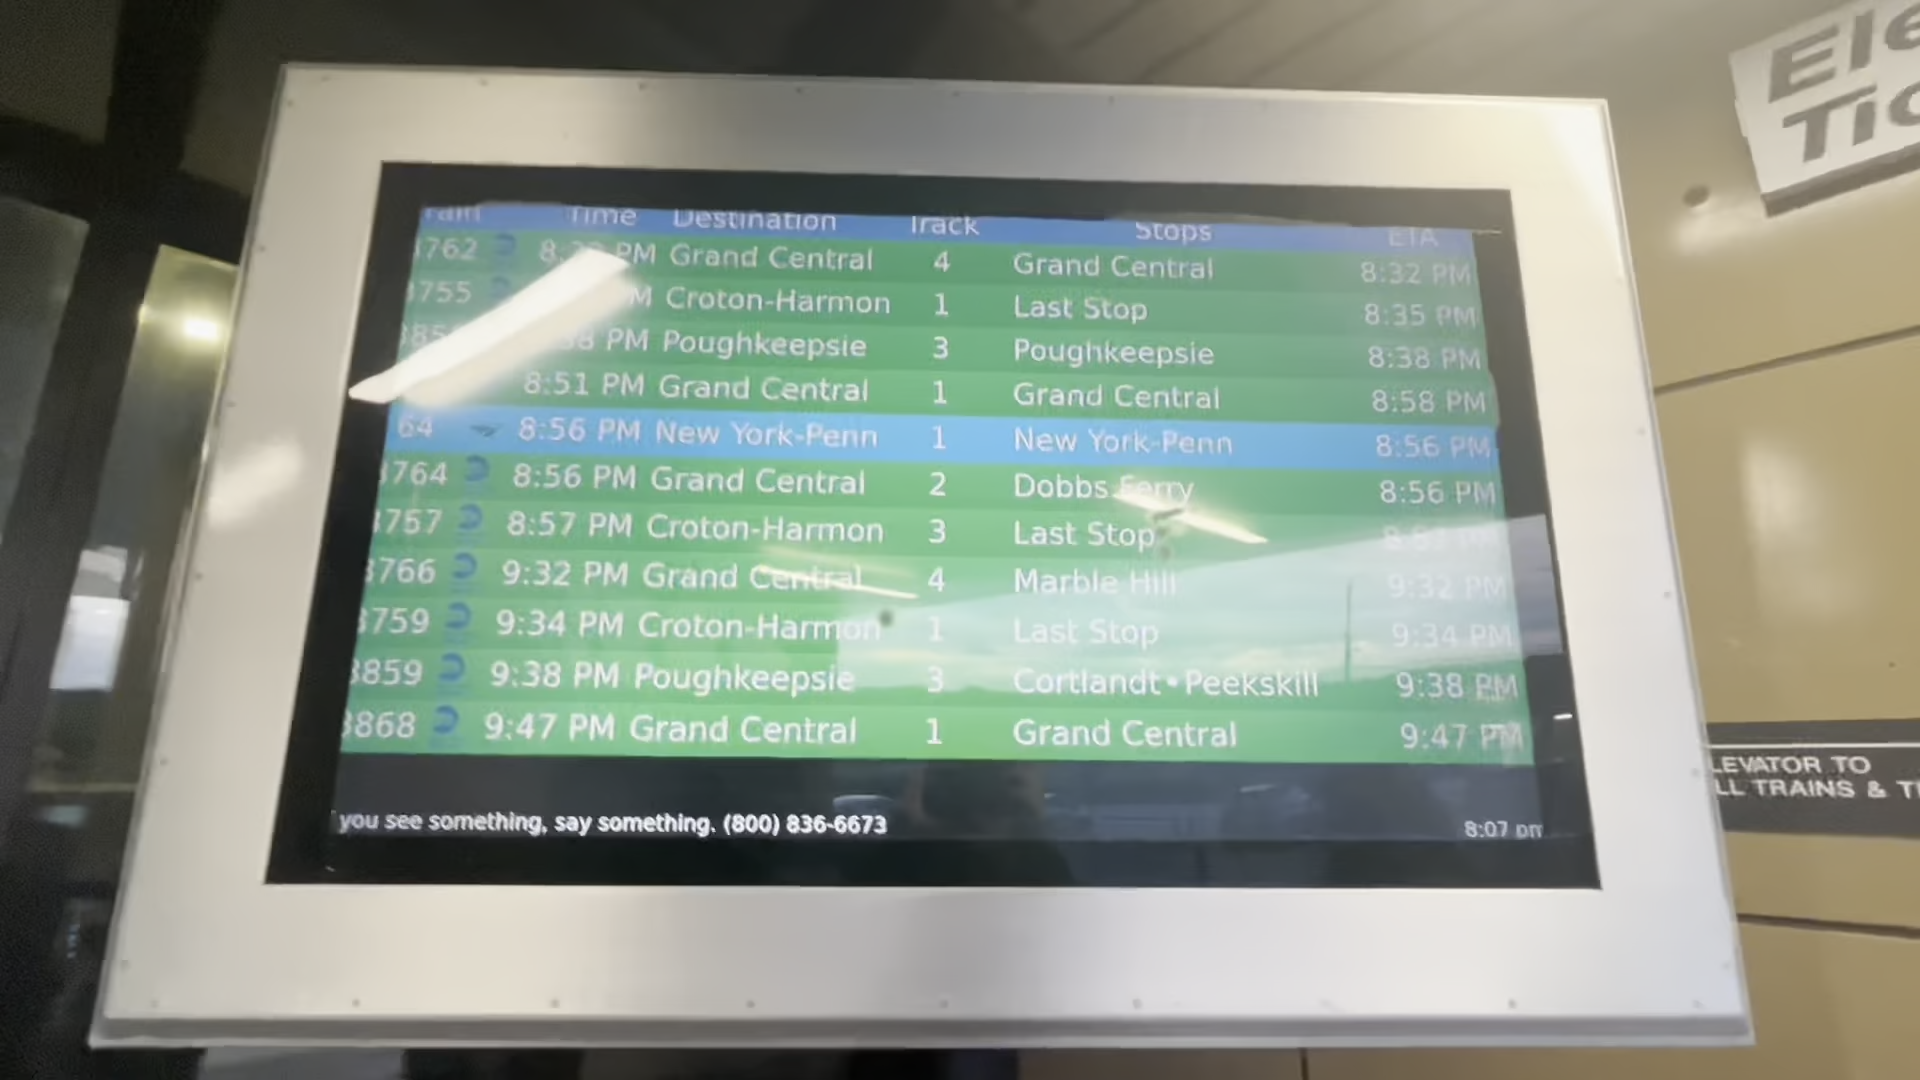 Time Destination Track Stops ETA
762 PM Grand Central 4 Grand Central 8:32 PM
755 Croton-Harmon 1 Last Stop 8:35 PM
PM Poughkeepsie 3 Poughkeepsie 8:38 PM
8:51 PM Grand Central 1 Grand Central 8:58 PM
64 8:56 PM New York-Penn 1 New York-Penn 8:56 PM
764 8:56 PM Grand Central 2 Dobbs Ferry 8:56 PM
757 8:57 PM Croton-Harmon 3 Last Stop
766 9:32 PM Grand Central 4 Marble Hill 9:32 PM
759 9:34 PM Croton-Harmon 1 Last Stop 9:34 PM
859 9:38 PM Poughkeepsie 3 Cortlandt • Peekskill 9:38 PM
868 9:47 PM Grand Central 1 Grand Central 9:47 PM
you see something, say something. (800) 836-6673
8:07 pm
Ele
Tic
LEVATOR TO
LL TRAINS & T